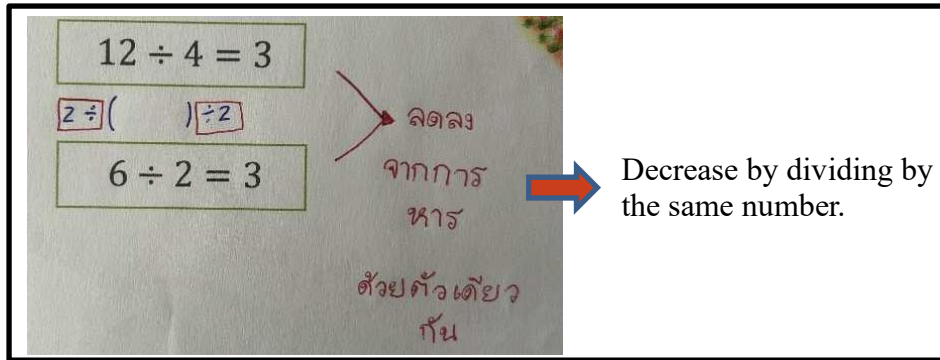 12 ÷ 4 = 3
2 ÷ ( ) ÷2
6 ÷ 2 = 3
ลดลง
จากการ
หาร
ด้วยตัวเดียว
กัน
Decrease by dividing by
the same number.